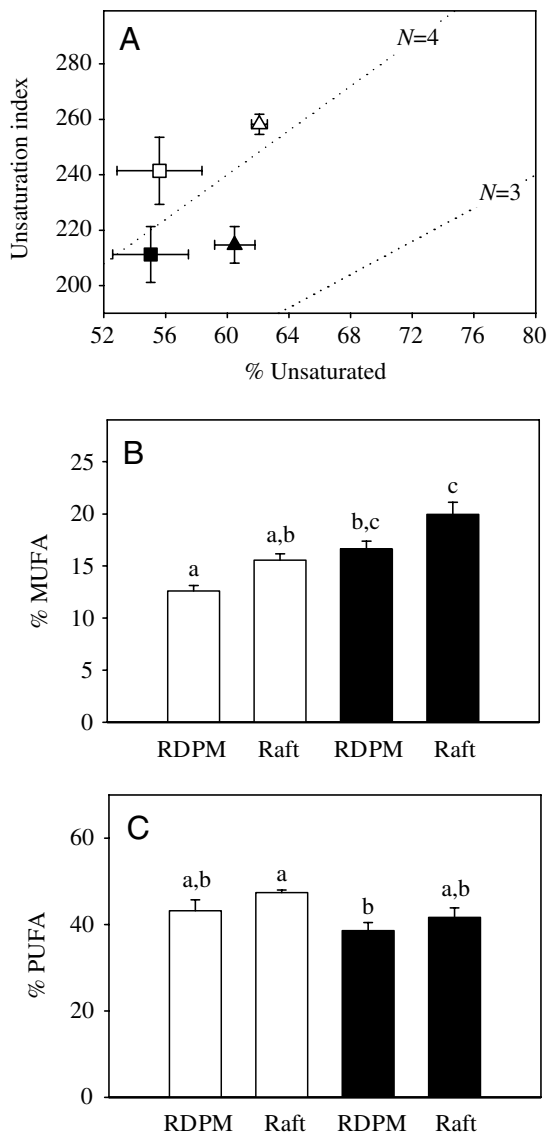 A
N=4
N=3
280
260
240
220
200
Unsaturation index
52 56 60 64 68 72 76 80
% Unsaturated
B
25
20
15
10
5
0
% MUFA
a
a,b
b,c
c
RDPM Raft RDPM Raft
C
60
40
20
0
% PUFA
a,b
a
b
a,b
RDPM Raft RDPM Raft